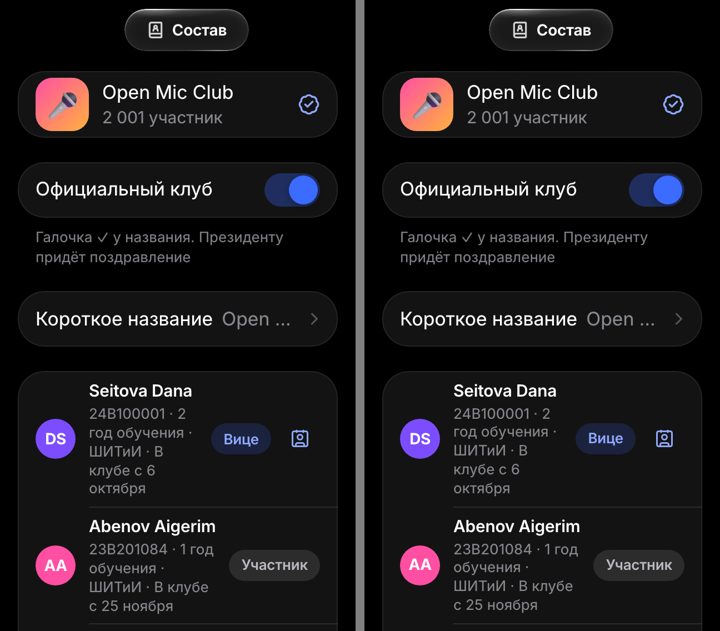 Состав
Open Mic Club
2 001 участник
Официальный клуб
Галочка ✓ у названия. Президенту
придёт поздравление
Короткое название Open ...
Seitova Dana
DS
24B100001 · 2
год обучения ·
ШИТиИ · В
клубе с 6
октября
Вице
Abenov Aigerim
AA
23B201084 · 1 год
обучения ·
ШИТиИ · В клубе
с 25 ноября
Участник
Состав
Open Mic Club
2 001 участник
Официальный клуб
Галочка ✓ у названия. Президенту
придёт поздравление
Короткое название Open ...
Seitova Dana
DS
24B100001 · 2
год обучения ·
ШИТиИ · В
клубе с 6
октября
Вице
Abenov Aigerim
AA
23B201084 · 1 год
обучения ·
ШИТиИ · В клубе
с 25 ноября
Участник